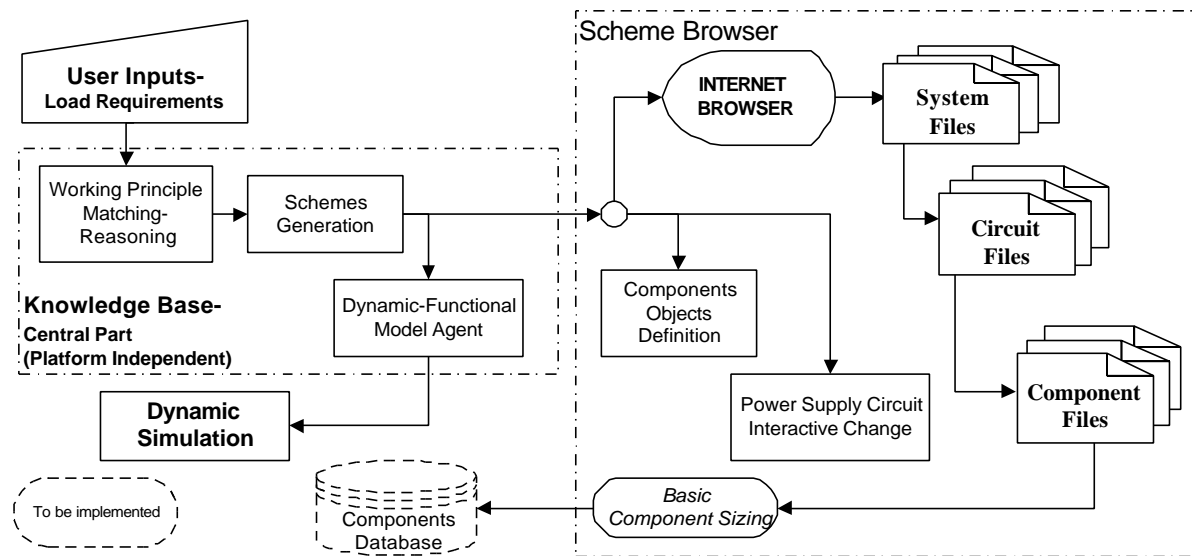 User Inputs-
Load Requirements
Working Principle
Matching-
Reasoning
Schemes
Generation
Knowledge Base-
Central Part
(Platform Independent)
Dynamic-Functional
Model Agent
Dynamic
Simulation
To be implemented
Components
Database
Scheme Browser
INTERNET
BROWSER
System
Files
Circuit
Files
Components
Objects
Definition
Power Supply Circuit
Interactive Change
Component
Files
Basic
Component Sizing